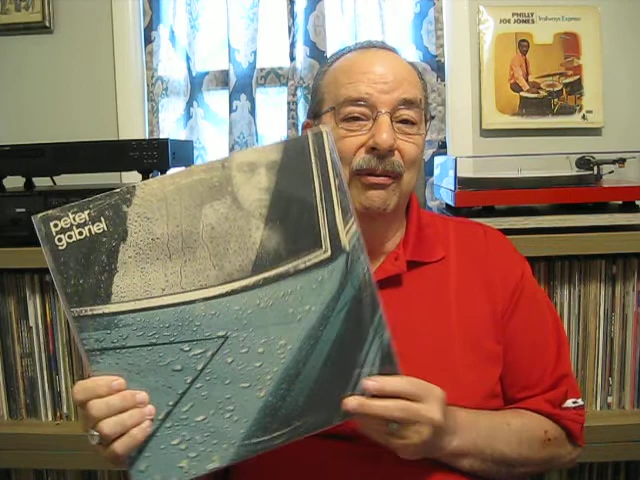 peter
gabriel
PHILLY
JOE JONES
Trailways Express